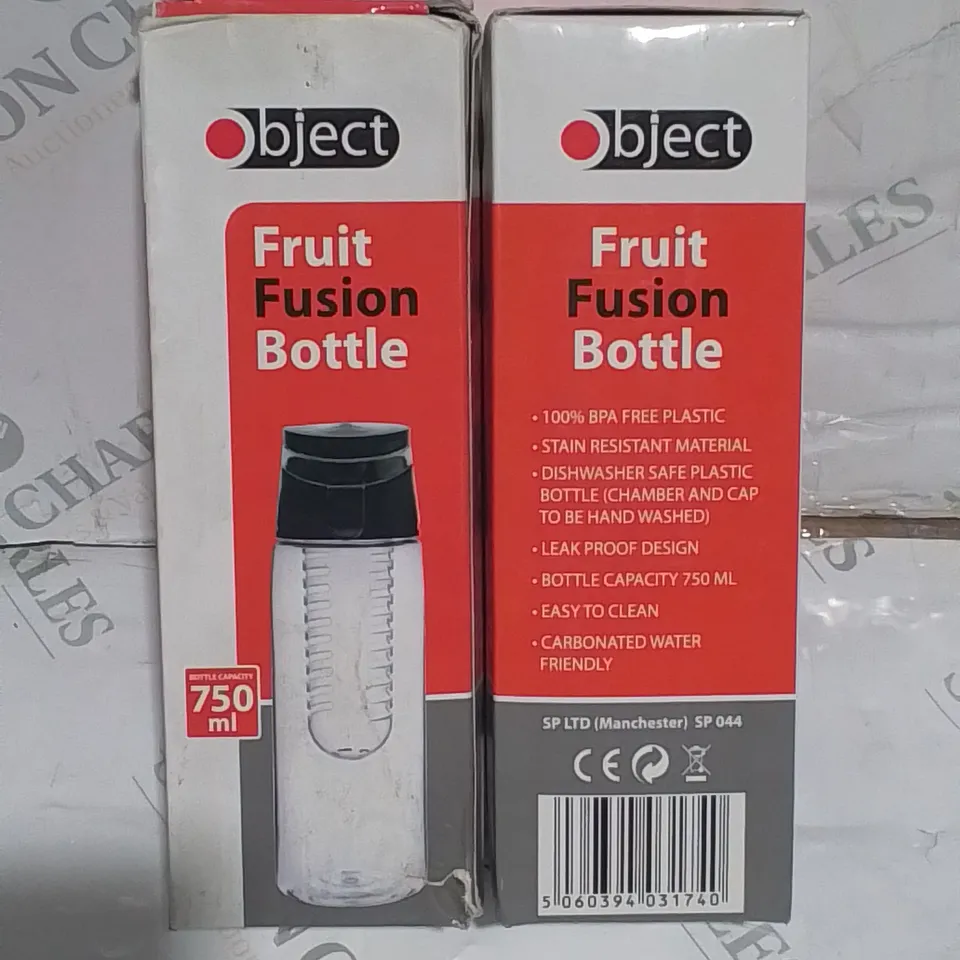 Object
Fruit
Fusion
Bottle
BOTTLE CAPACITY
750
ml
Object
Fruit
Fusion
Bottle
• 100% BPA FREE PLASTIC
• STAIN RESISTANT MATERIAL
• DISHWASHER SAFE PLASTIC
BOTTLE (CHAMBER AND CAP
TO BE HAND WASHED)
• LEAK PROOF DESIGN
• BOTTLE CAPACITY 750 ML
• EASY TO CLEAN
• CARBONATED WATER
FRIENDLY
SP LTD (Manchester) SP 044
CE
5 060394 031740